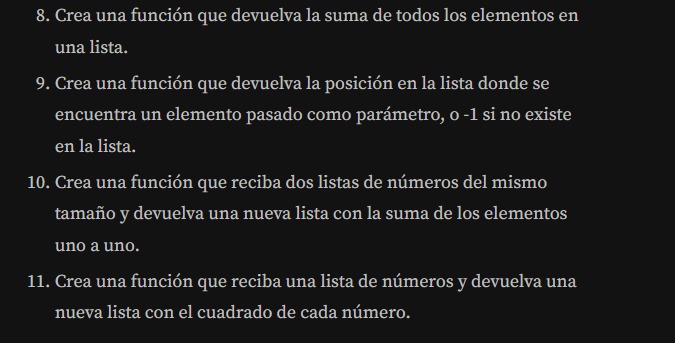 8. Crea una función que devuelva la suma de todos los elementos en
una lista.
9. Crea una función que devuelva la posición en la lista donde se
encuentra un elemento pasado como parámetro, o -1 si no existe
en la lista.
10. Crea una función que reciba dos listas de números del mismo
tamaño y devuelva una nueva lista con la suma de los elementos
uno a uno.
11. Crea una función que reciba una lista de números y devuelva una
nueva lista con el cuadrado de cada número.